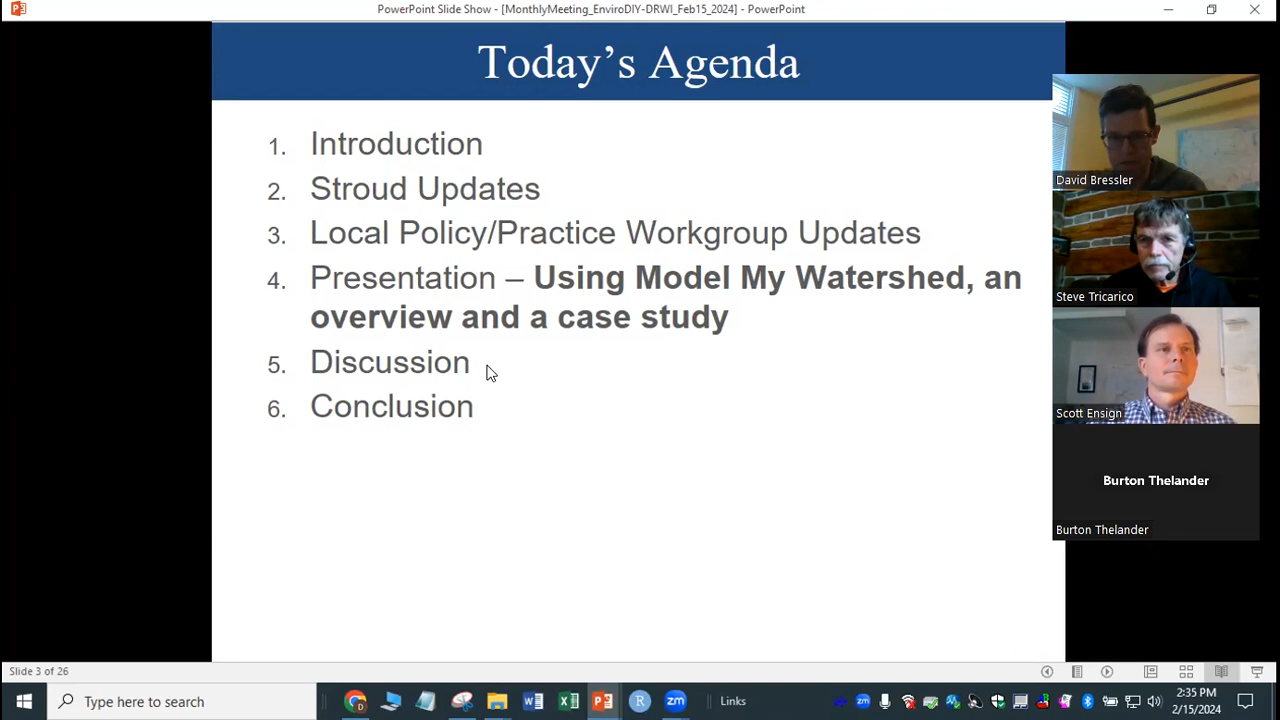 PowerPoint Slide Show - [MonthlyMeeting_EnviroDIY-DRWI_Feb15_2024] - PowerPoint
Today's Agenda
1. Introduction
2. Stroud Updates
3. Local Policy/Practice Workgroup Updates
4. Presentation – Using Model My Watershed, an
overview and a case study
5. Discussion
6. Conclusion
David Bressler
Steve Tricarico
Scott Ensign
Burton Thelander
Burton Thelander
Slide 3 of 26
Type here to search
Links
2:35 PM
2/15/2024